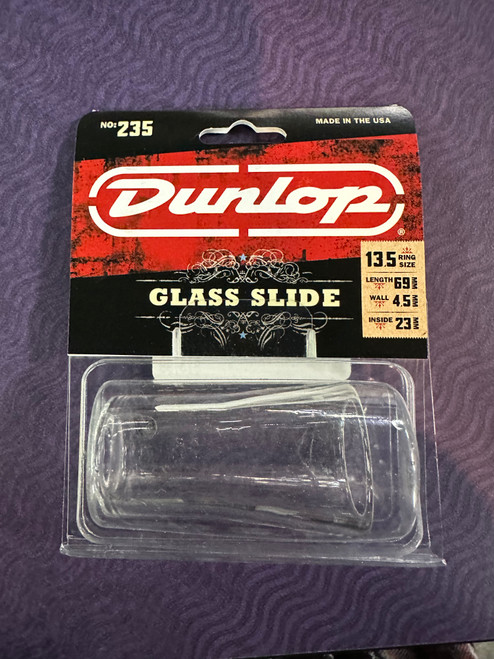 NO: 235
MADE IN THE USA
DUNLOP®
13.5 RING SIZE
LENGTH 69 MM
WALL 4.5 MM
INSIDE 23 MM
GLASS SLIDE